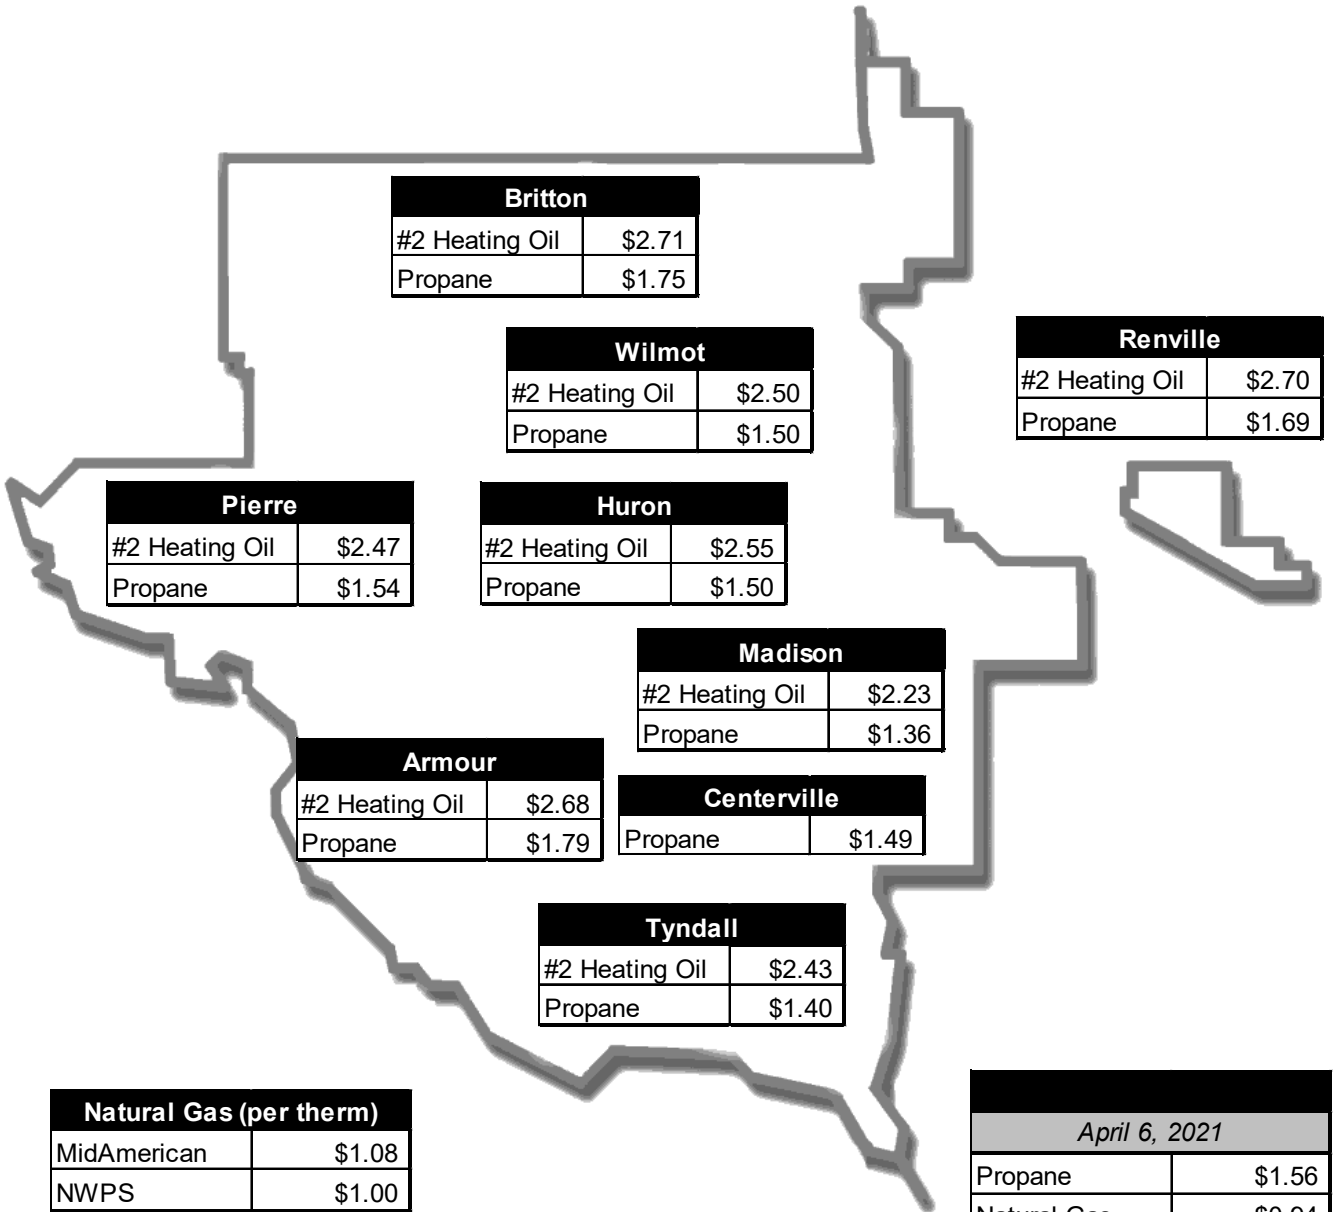 Britton
#2 Heating Oil $2.71
Propane $1.75
Wilmot
#2 Heating Oil $2.50
Propane $1.50
Renville
#2 Heating Oil $2.70
Propane $1.69
Pierre
#2 Heating Oil $2.47
Propane $1.54
Huron
#2 Heating Oil $2.55
Propane $1.50
Madison
#2 Heating Oil $2.23
Propane $1.36
Armour
#2 Heating Oil $2.68
Propane $1.79
Centerville
Propane $1.49
Tyndall
#2 Heating Oil $2.43
Propane $1.40
Natural Gas (per therm)
MidAmerican $1.08
NWPS $1.00
April 6, 2021
Propane $1.56
Natural Gas $0.94